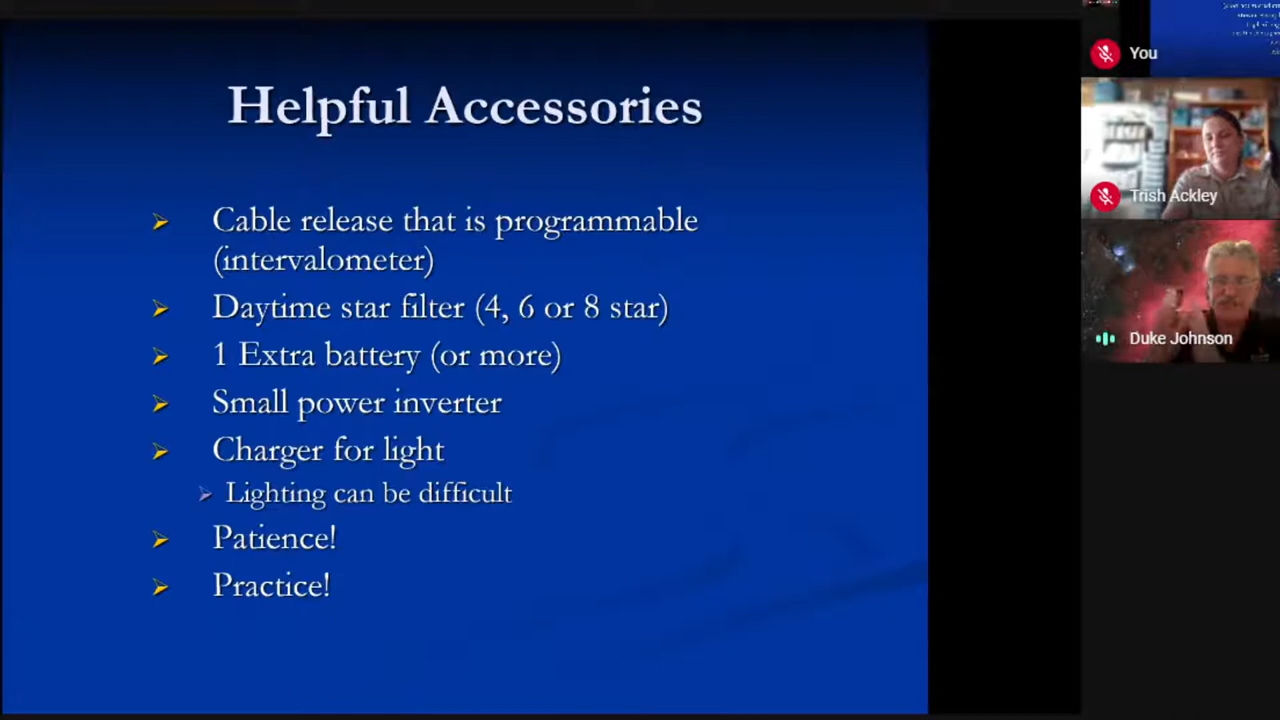 Helpful Accessories
Cable release that is programmable
(intervalometer)
Daytime star filter (4, 6 or 8 star)
1 Extra battery (or more)
Small power inverter
Charger for light
Lighting can be difficult
Patience!
Practice!
You
Trish Ackley
Duke Johnson